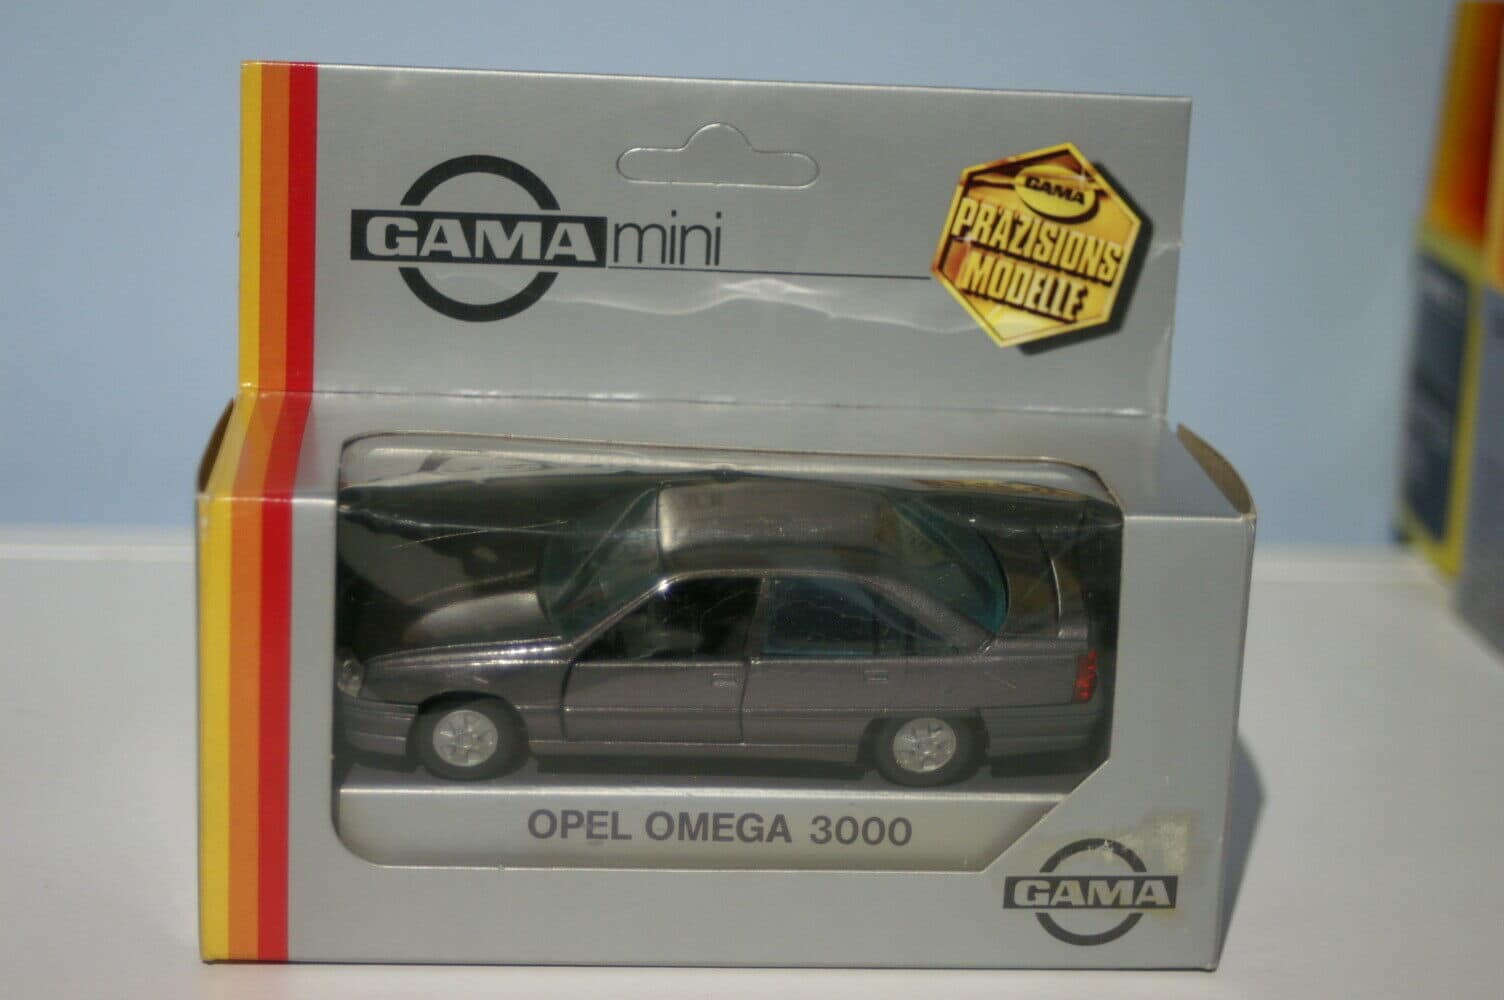 GAMA mini
GAMA
PRÄZISIONS
MODELLE
OPEL OMEGA 3000
GAMA